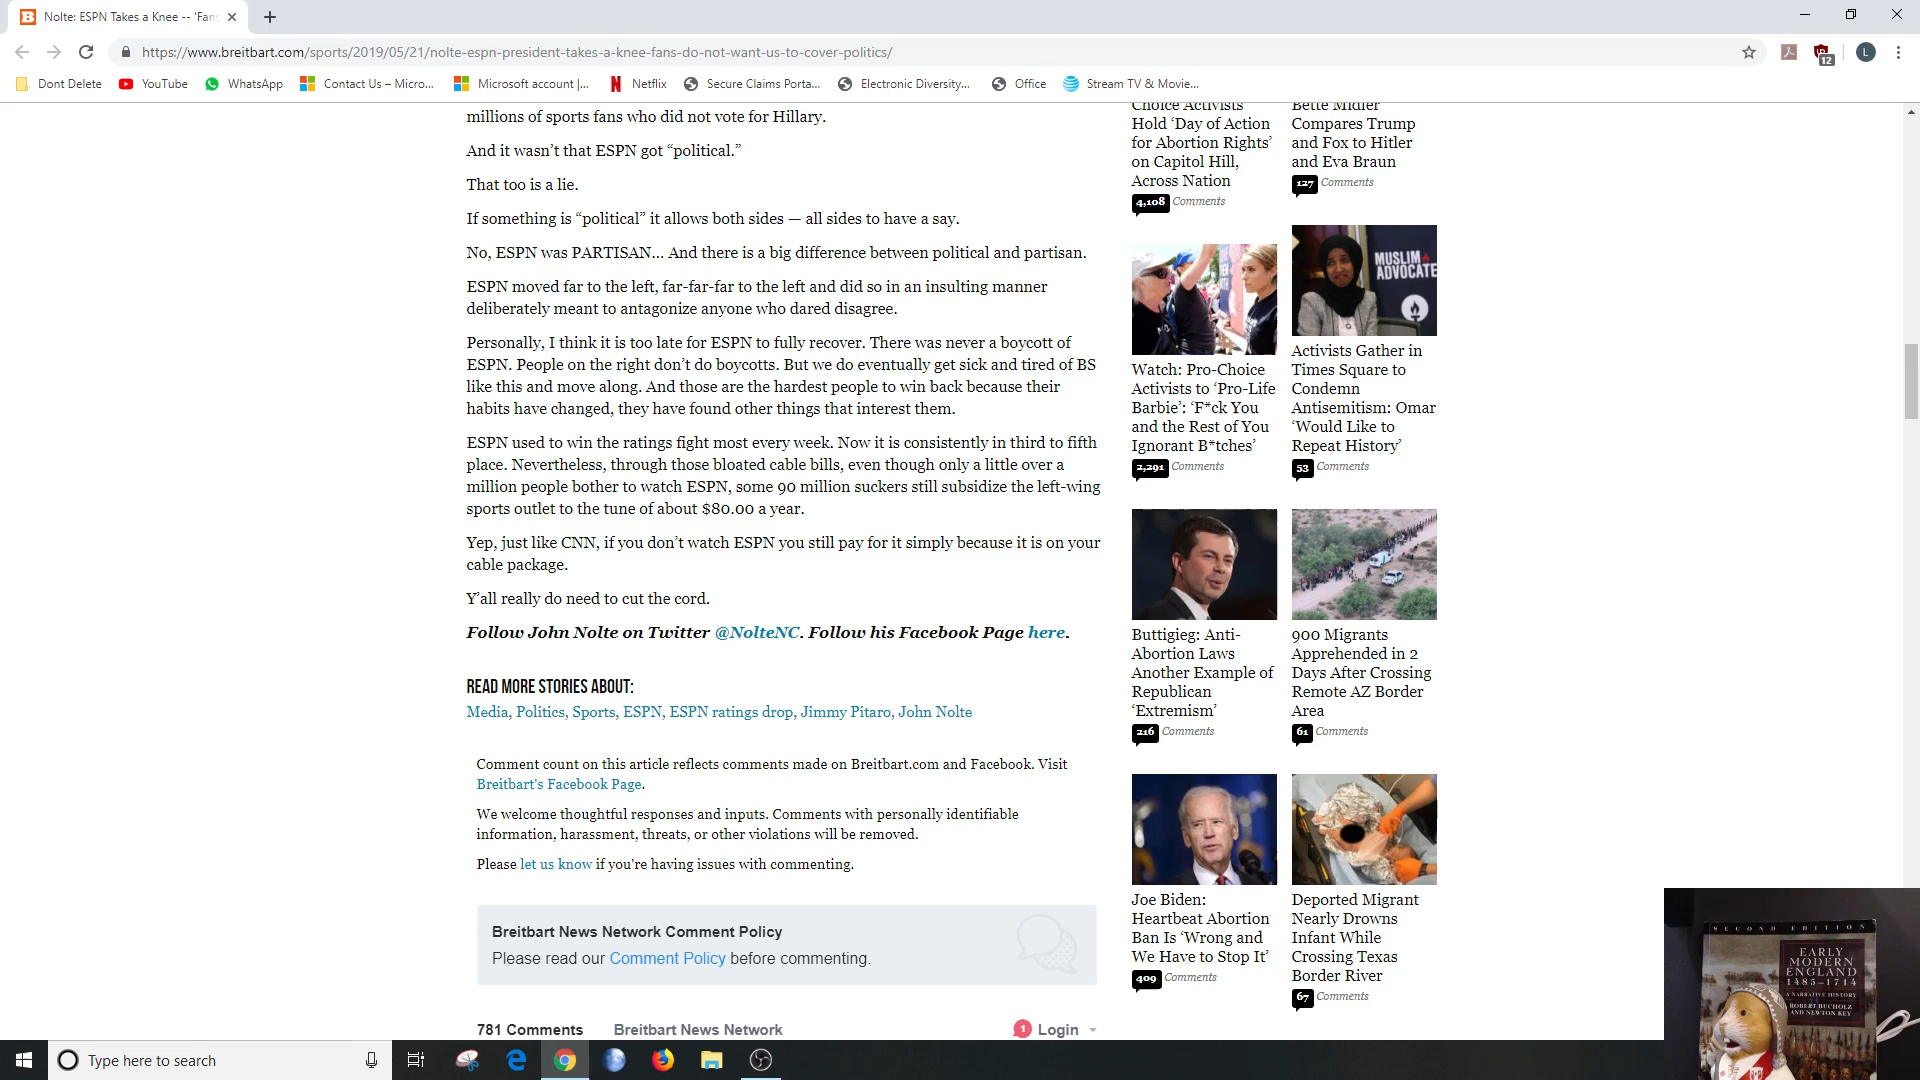 Nolte: ESPN Takes a Knee -- 'Fan
https://www.breitbart.com/sports/2019/05/21/nolte-espn-president-takes-a-knee-fans-do-not-want-us-to-cover-politics/
12
L
Dont Delete
YouTube
WhatsApp
Contact Us – Micro...
Microsoft account |...
Netflix
Secure Claims Porta...
Electronic Diversity...
Office
Stream TV & Movie...
millions of sports fans who did not vote for Hillary.
And it wasn't that ESPN got “political.”
That too is a lie.
If something is “political” it allows both sides — all sides to have a say.
No, ESPN was PARTISAN... And there is a big difference between political and partisan.
ESPN moved far to the left, far-far-far to the left and did so in an insulting manner
deliberately meant to antagonize anyone who dared disagree.
Personally, I think it is too late for ESPN to fully recover. There was never a boycott of
ESPN. People on the right don't do boycotts. But we do eventually get sick and tired of BS
like this and move along. And those are the hardest people to win back because their
habits have changed, they have found other things that interest them.
ESPN used to win the ratings fight most every week. Now it is consistently in third to fifth
place. Nevertheless, through those bloated cable bills, even though only a little over a
million people bother to watch ESPN, some 90 million suckers still subsidize the left-wing
sports outlet to the tune of about $80.00 a year.
Yep, just like CNN, if you don't watch ESPN you still pay for it simply because it is on your
cable package.
Y'all really do need to cut the cord.
Follow John Nolte on Twitter @NolteNC. Follow his Facebook Page here.
READ MORE STORIES ABOUT:
Media, Politics, Sports, ESPN, ESPN ratings drop, Jimmy Pitaro, John Nolte
Comment count on this article reflects comments made on Breitbart.com and Facebook. Visit
Breitbart's Facebook Page.
We welcome thoughtful responses and inputs. Comments with personally identifiable
information, harassment, threats, or other violations will be removed.
Please let us know if you're having issues with commenting.
Breitbart News Network Comment Policy
Please read our Comment Policy before commenting.
781 Comments
Breitbart News Network
1
Login
Choice Activists
Hold ‘Day of Action
for Abortion Rights’
on Capitol Hill,
Across Nation
4,108 Comments
Bette Midler
Compares Trump
and Fox to Hitler
and Eva Braun
127 Comments
Watch: Pro-Choice
Activists to ‘Pro-Life
Barbie’: ‘F*ck You
and the Rest of You
Ignorant B*tches’
2,291 Comments
MUSLIM
ADVOCATE
Activists Gather in
Times Square to
Condemn
Antisemitism: Omar
‘Would Like to
Repeat History’
53 Comments
Buttigieg: Anti-
Abortion Laws
Another Example of
Republican
‘Extremism’
216 Comments
900 Migrants
Apprehended in 2
Days After Crossing
Remote AZ Border
Area
61 Comments
Joe Biden:
Heartbeat Abortion
Ban Is ‘Wrong and
We Have to Stop It’
409 Comments
Deported Migrant
Nearly Drowns
Infant While
Crossing Texas
Border River
67 Comments
SECOND EDITION
EARLY
MODERN
ENGLAND
1485–1714
A NARRATIVE HISTORY
ROBERT BUCHOLZ
AND NEWTON KEY
Type here to search